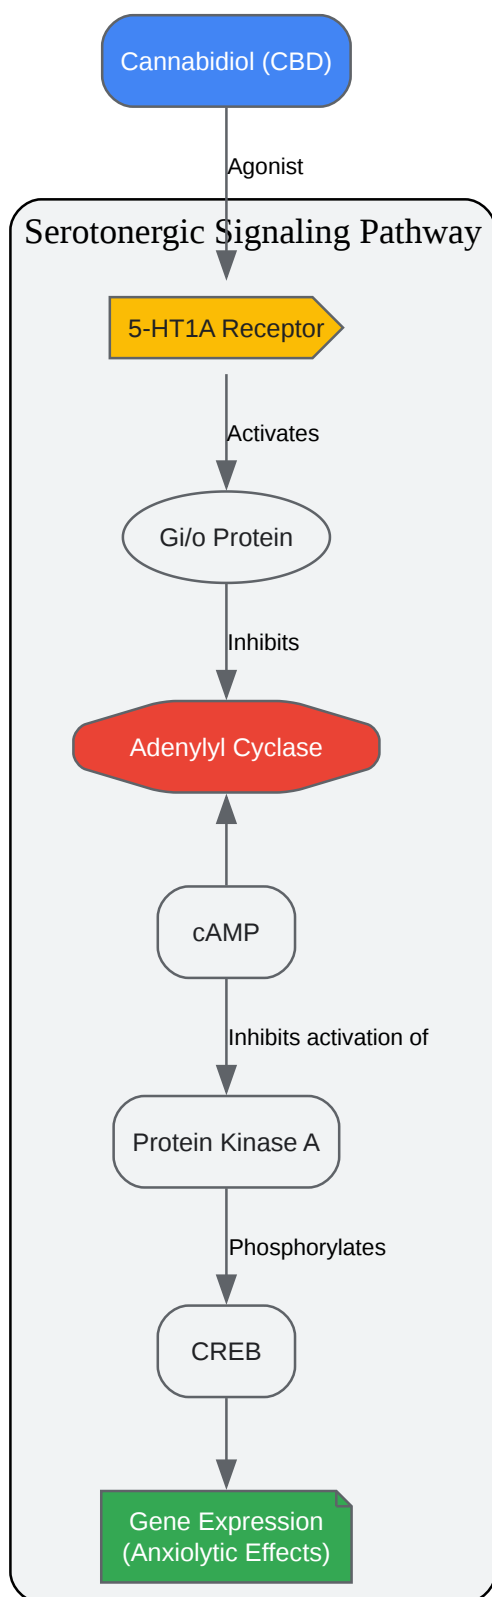 Cannabidiol (CBD)
Agonist
Serotonergic Signaling Pathway
5-HT1A Receptor
Activates
Gi/o Protein
Inhibits
Adenylyl Cyclase
cAMP
Inhibits activation of
Protein Kinase A
Phosphorylates
CREB
Gene Expression
(Anxiolytic Effects)